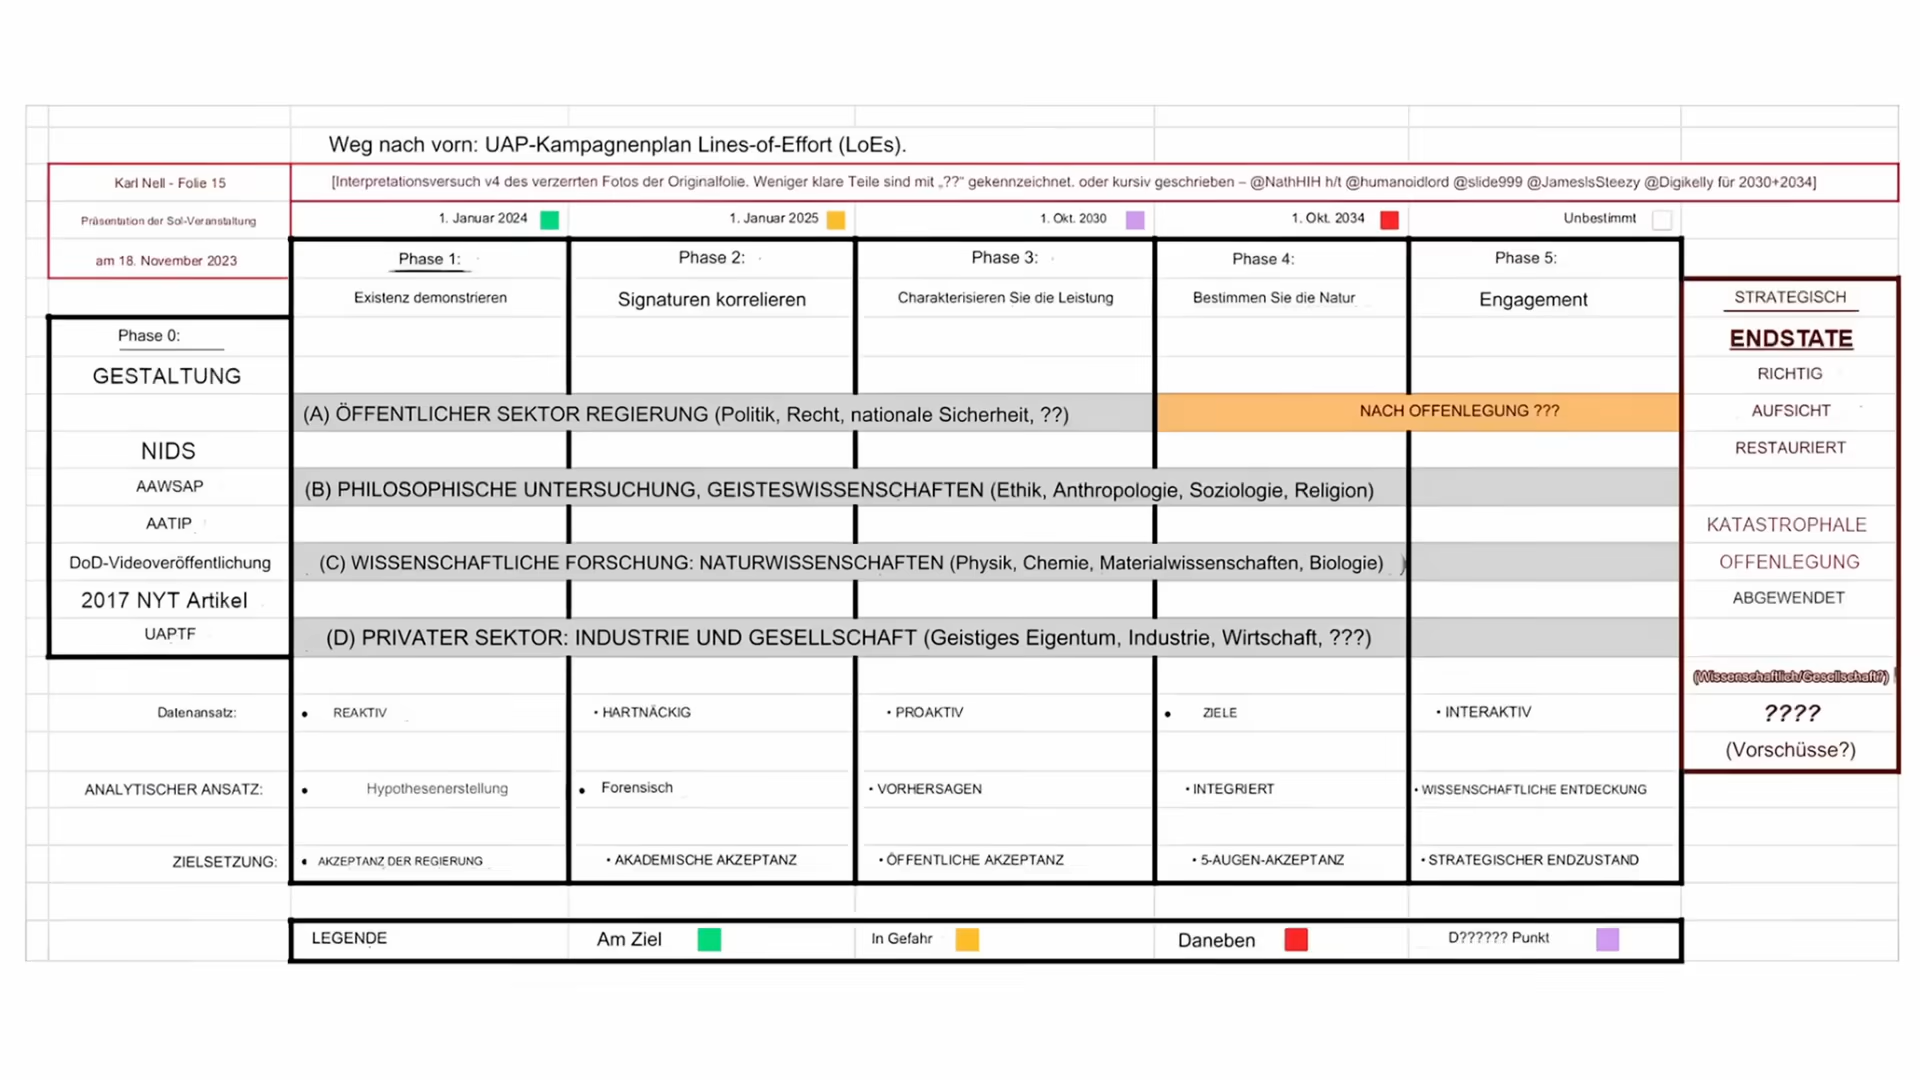 Weg nach vorn: UAP-Kampagnenplan Lines-of-Effort (LoEs).
Karl Nell - Folie 15
[Interpretationsversuch v4 des verzerrten Fotos der Originalfolie. Weniger klare Teile sind mit „??“ gekennzeichnet. oder kursiv geschrieben – @NathHIH h/t @humanoidlord @slide999 @JamesIsSteezy @Digikelly für 2030+2034]
Präsentation der Sol-Veranstaltung
am 18. November 2023
1. Januar 2024
1. Januar 2025
1. Okt. 2030
1. Okt. 2034
Unbestimmt
Phase 1:
Phase 2:
Phase 3:
Phase 4:
Phase 5:
Existenz demonstrieren
Signaturen korrelieren
Charakterisieren Sie die Leistung
Bestimmen Sie die Natur
Engagement
Phase 0:
GESTALTUNG
NIDS
AAWSAP
AATIP
DoD-Videoveröffentlichung
2017 NYT Artikel
UAPTF
(A) ÖFFENTLICHER SEKTOR REGIERUNG (Politik, Recht, nationale Sicherheit, ??)
NACH OFFENLEGUNG ???
(B) PHILOSOPHISCHE UNTERSUCHUNG, GEISTESWISSENSCHAFTEN (Ethik, Anthropologie, Soziologie, Religion)
(C) WISSENSCHAFTLICHE FORSCHUNG: NATURWISSENSCHAFTEN (Physik, Chemie, Materialwissenschaften, Biologie) )
(D) PRIVATER SEKTOR: INDUSTRIE UND GESELLSCHAFT (Geistiges Eigentum, Industrie, Wirtschaft, ???)
STRATEGISCH
ENDSTATE
RICHTIG
AUFSICHT
RESTAURIERT
KATASTROPHALE
OFFENLEGUNG
ABGEWENDET
(Wissenschaftlich/Gesellschaft?)
????
(Vorschüsse?)
Datenansatz:
• REAKTIV
• HARTNÄCKIG
• PROAKTIV
• ZIELE
• INTERAKTIV
ANALYTISCHER ANSATZ:
• Hypothesenerstellung
• Forensisch
• VORHERSAGEN
• INTEGRIERT
• WISSENSCHAFTLICHE ENTDECKUNG
ZIELSETZUNG:
• AKZEPTANZ DER REGIERUNG
• AKADEMISCHE AKZEPTANZ
• ÖFFENTLICHE AKZEPTANZ
• 5-AUGEN-AKZEPTANZ
• STRATEGISCHER ENDZUSTAND
LEGENDE
Am Ziel
In Gefahr
Daneben
D?????? Punkt